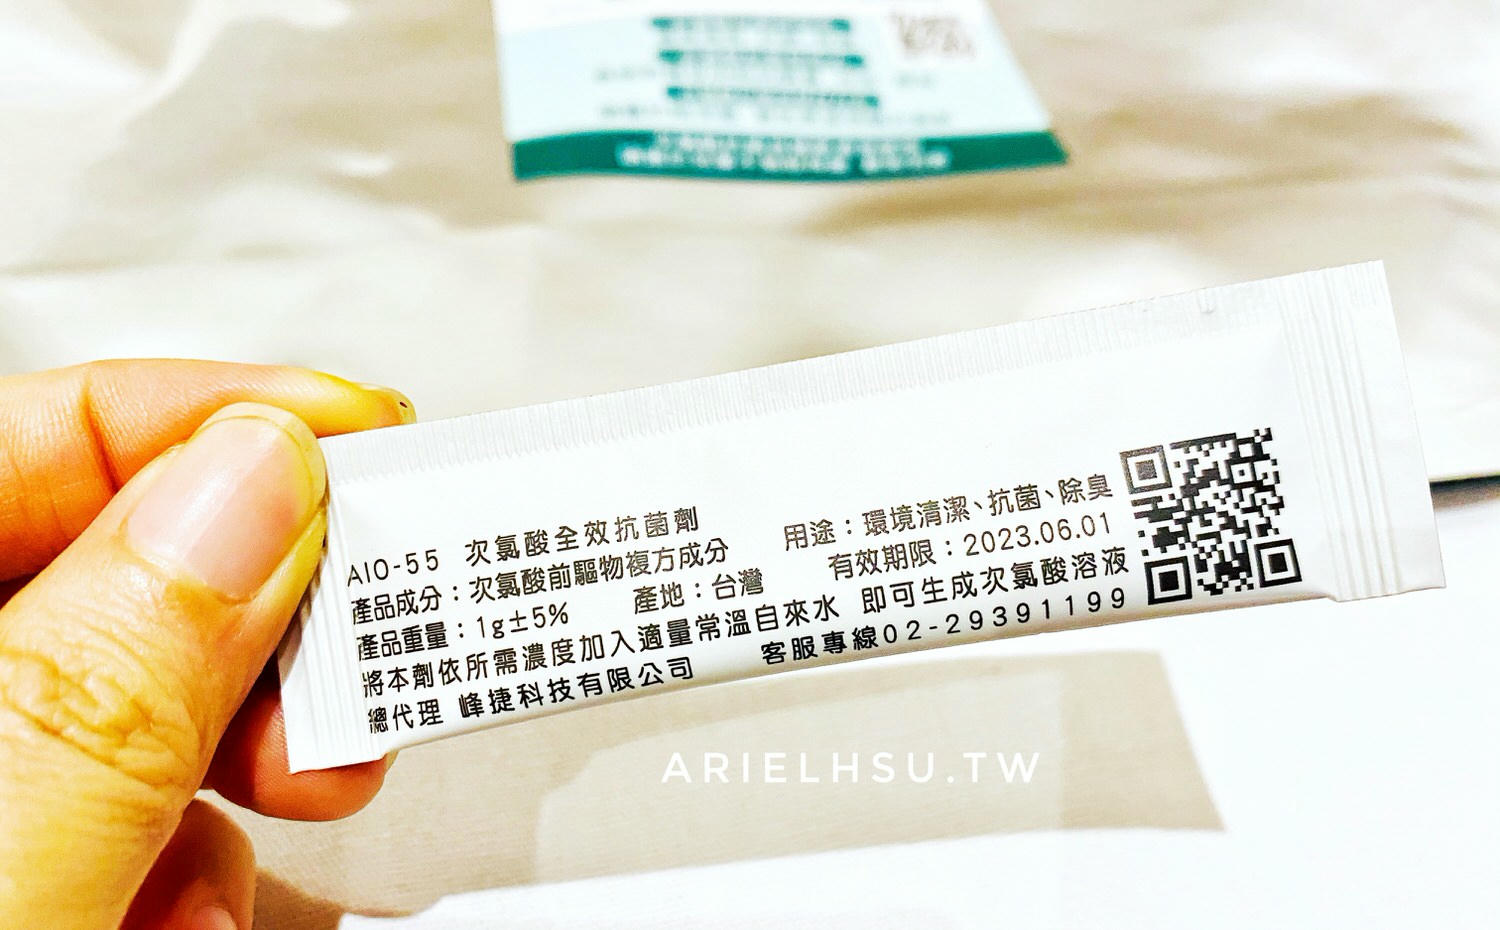 AIO-55 次氯酸全效抗菌劑 用途：環境清潔、抗菌、除臭
產品成分：次氯酸前驅物複方成分 有效期限：2023.06.01
產品重量：1g±5% 產地：台灣
將本劑依所需濃度加入適量常溫自來水 即可生成次氯酸溶液
總代理 峰捷科技有限公司 客服專線02-29391199
ARIELHSU.TW